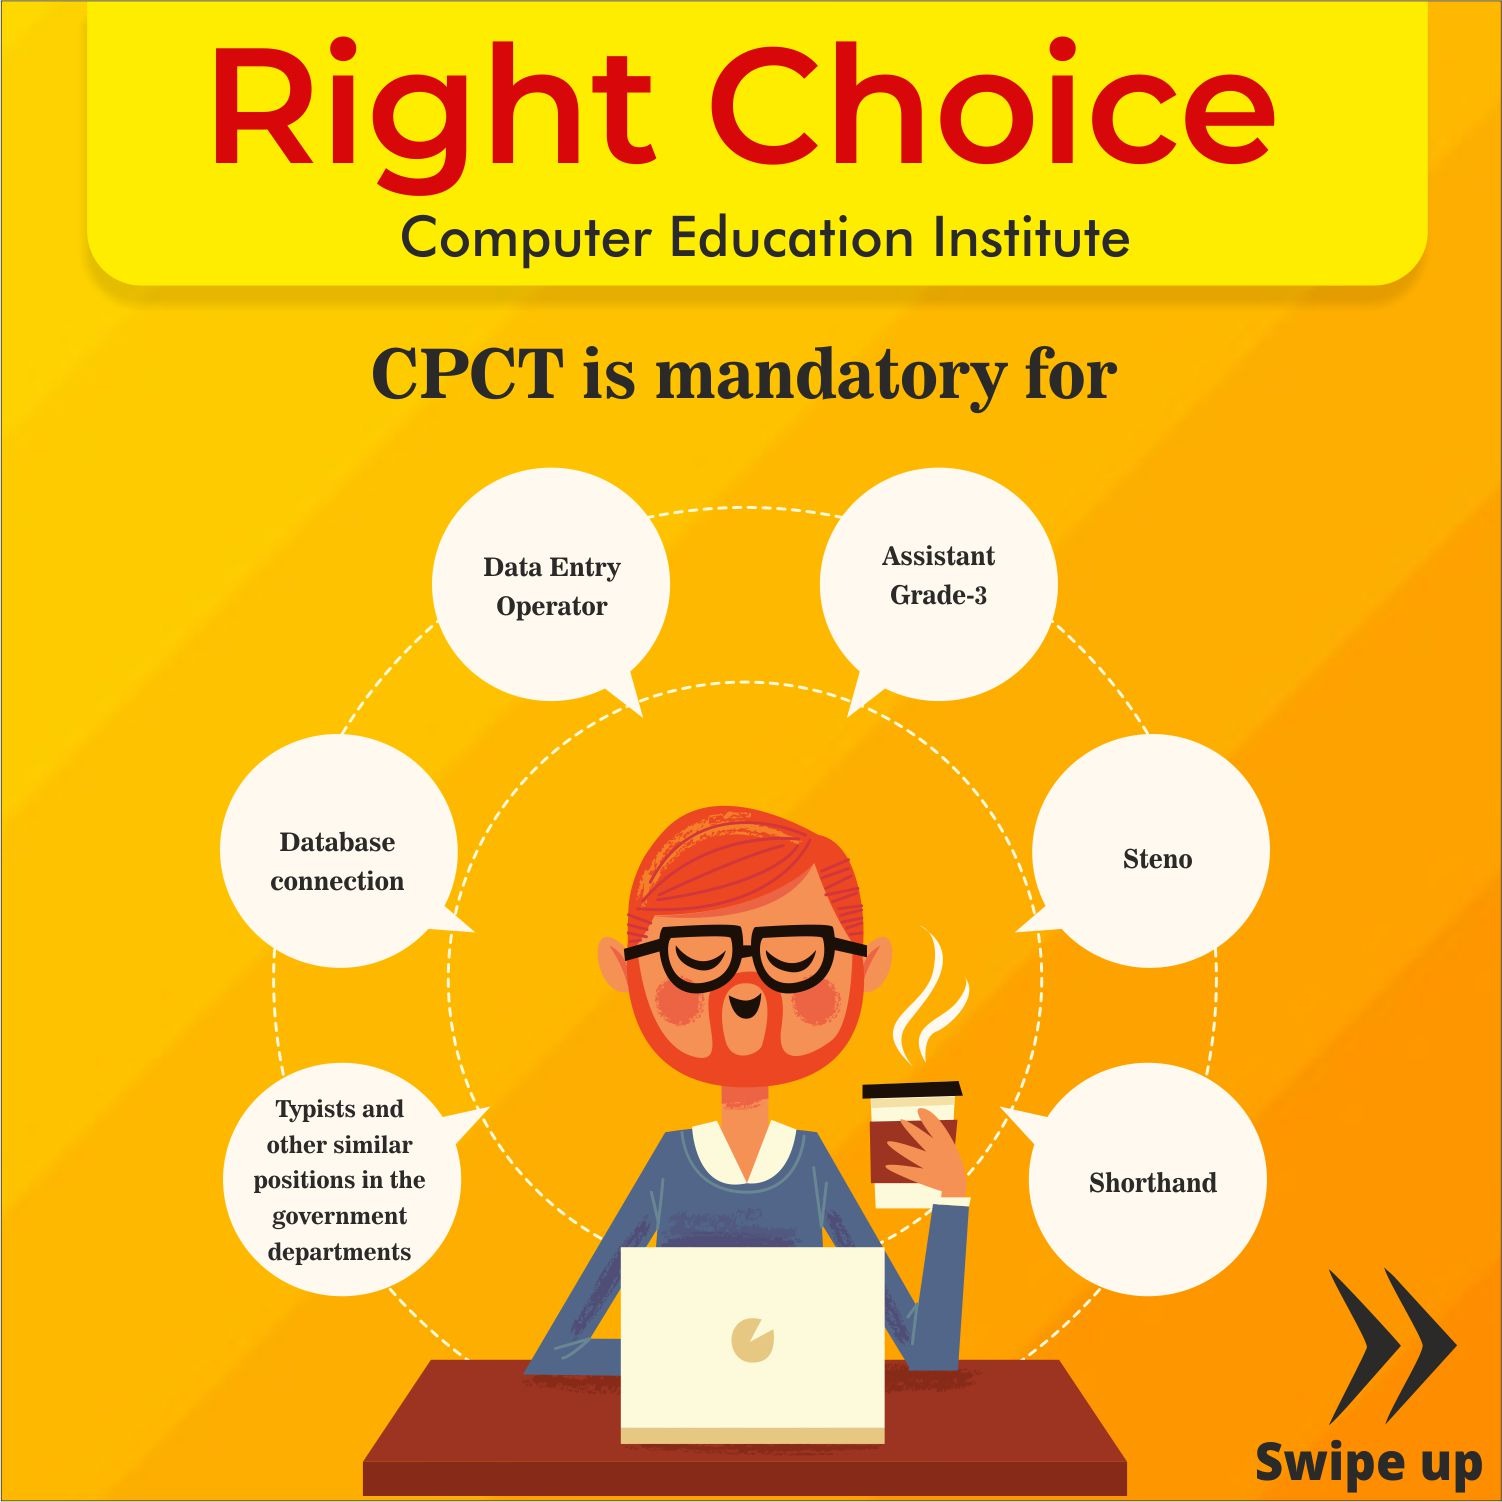 Right Choice
Computer Education Institute
CPCT is mandatory for
Data Entry
Operator
Assistant
Grade-3
Database
connection
Steno
Typists and
other similar
positions in the
government
departments
Shorthand
Swipe up